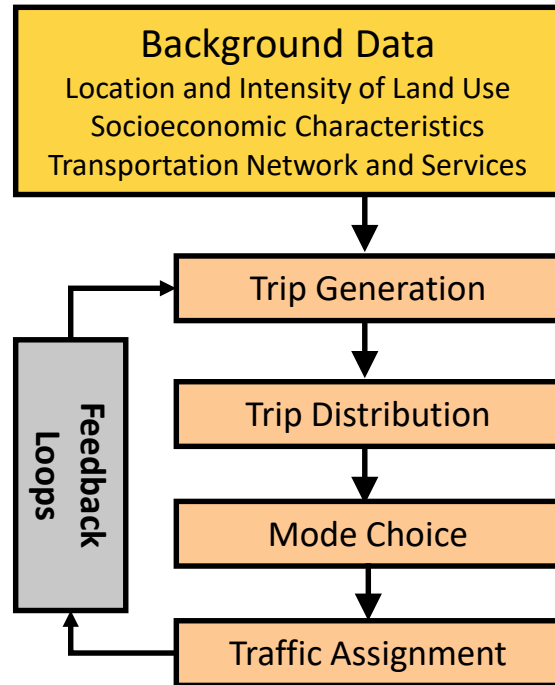 Background Data
Location and Intensity of Land Use
Socioeconomic Characteristics
Transportation Network and Services
Trip Generation
Trip Distribution
Mode Choice
Traffic Assignment
Feedback
Loops